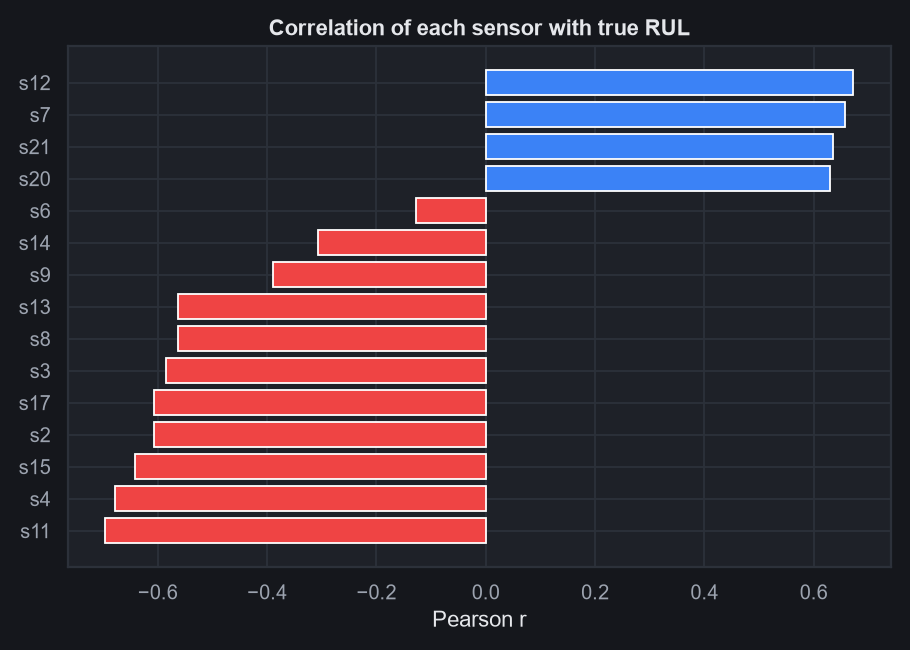 Correlation of each sensor with true RUL
s12
s7
s21
s20
s6
s14
s9
s13
s8
s3
s17
s2
s15
s4
s11
−0.6 −0.4 −0.2 0.0 0.2 0.4 0.6
Pearson r